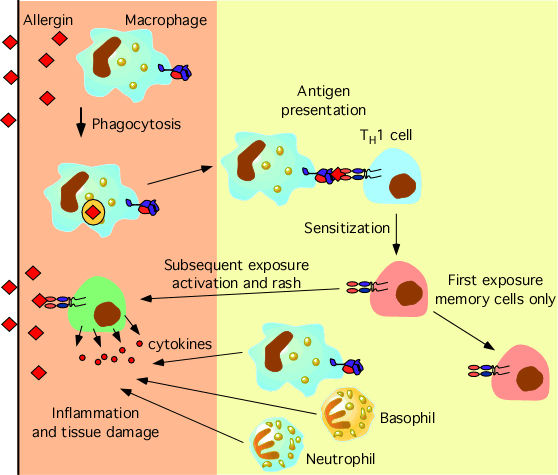 Allergin
Macrophage
Phagocytosis
Antigen
presentation
TH1 cell
Sensitization
Subsequent exposure
activation and rash
First exposure
memory cells only
cytokines
Inflammation
and tissue damage
Basophil
Neutrophil